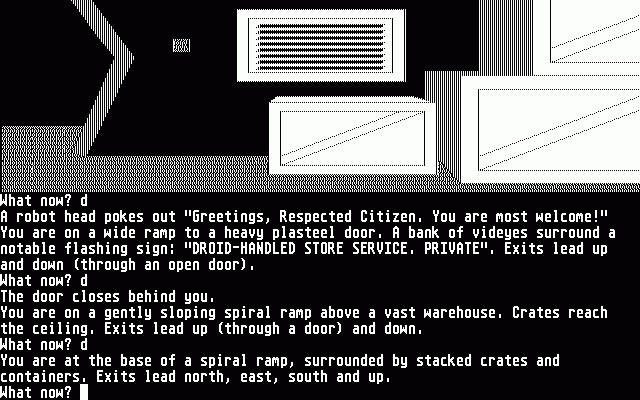 What now? d
A robot head pokes out "Greetings, Respected Citizen. You are most welcome!"
You are on a wide ramp to a heavy plasteel door. A bank of videyes surround a
notable flashing sign: "DROID-HANDLED STORE SERVICE. PRIVATE". Exits lead up
and down (through an open door).
What now? d
The door closes behind you.
You are on a gently sloping spiral ramp above a vast warehouse. Crates reach
the ceiling. Exits lead up (through a door) and down.
What now? d
You are at the base of a spiral ramp, surrounded by stacked crates and
containers. Exits lead north, east, south and up.
What now?